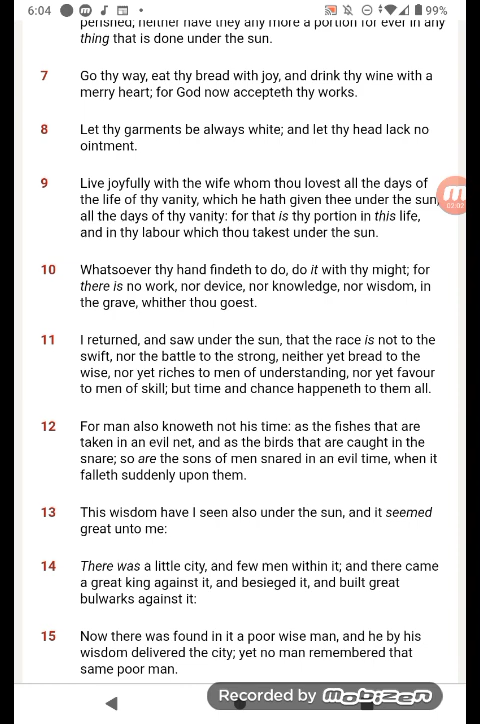 6:04
99%
perished; neither have they any more a portion for ever in any
thing that is done under the sun.
7 Go thy way, eat thy bread with joy, and drink thy wine with a
merry heart; for God now accepteth thy works.
8 Let thy garments be always white; and let thy head lack no
ointment.
9 Live joyfully with the wife whom thou lovest all the days of
the life of thy vanity, which he hath given thee under the sun,
all the days of thy vanity: for that is thy portion in this life,
and in thy labour which thou takest under the sun.
02:02
10 Whatsoever thy hand findeth to do, do it with thy might; for
there is no work, nor device, nor knowledge, nor wisdom, in
the grave, whither thou goest.
11 I returned, and saw under the sun, that the race is not to the
swift, nor the battle to the strong, neither yet bread to the
wise, nor yet riches to men of understanding, nor yet favour
to men of skill; but time and chance happeneth to them all.
12 For man also knoweth not his time: as the fishes that are
taken in an evil net, and as the birds that are caught in the
snare; so are the sons of men snared in an evil time, when it
falleth suddenly upon them.
13 This wisdom have I seen also under the sun, and it seemed
great unto me:
14 There was a little city, and few men within it; and there came
a great king against it, and besieged it, and built great
bulwarks against it:
15 Now there was found in it a poor wise man, and he by his
wisdom delivered the city; yet no man remembered that
same poor man.
Recorded by mobizen